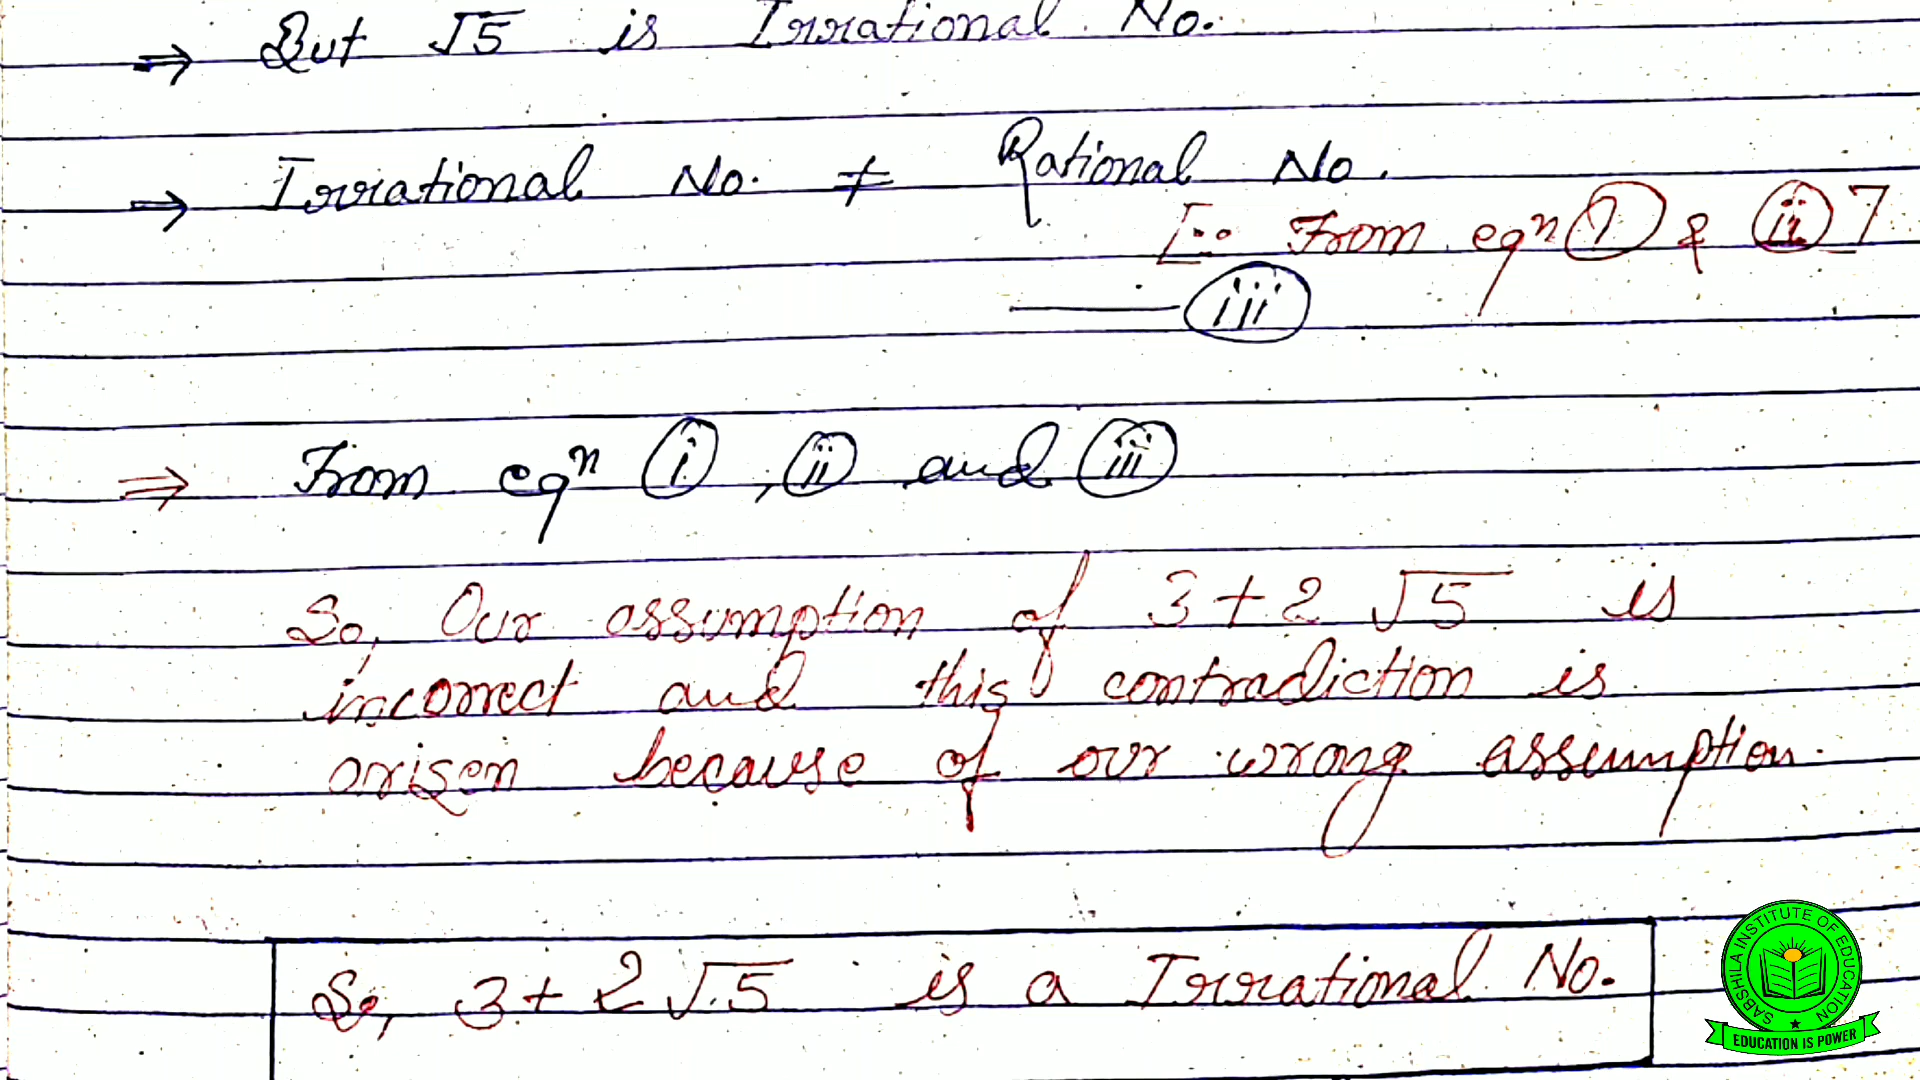 ⇒ But √5 is Irrational No.
⇒ Irrational No. ≠ Rational No.
[∵ From eqⁿ (i) & (ii)]
—— (iii)
⇒ From eqⁿ (i), (ii) and (iii)
So, Our assumption of 3 + 2 √5 is
incorrect and this contradiction is
arisen because of our wrong assumption.
So, 3 + 2 √5 is a Irrational No.
SABSHILA INSTITUTE OF EDUCATION
EDUCATION IS POWER